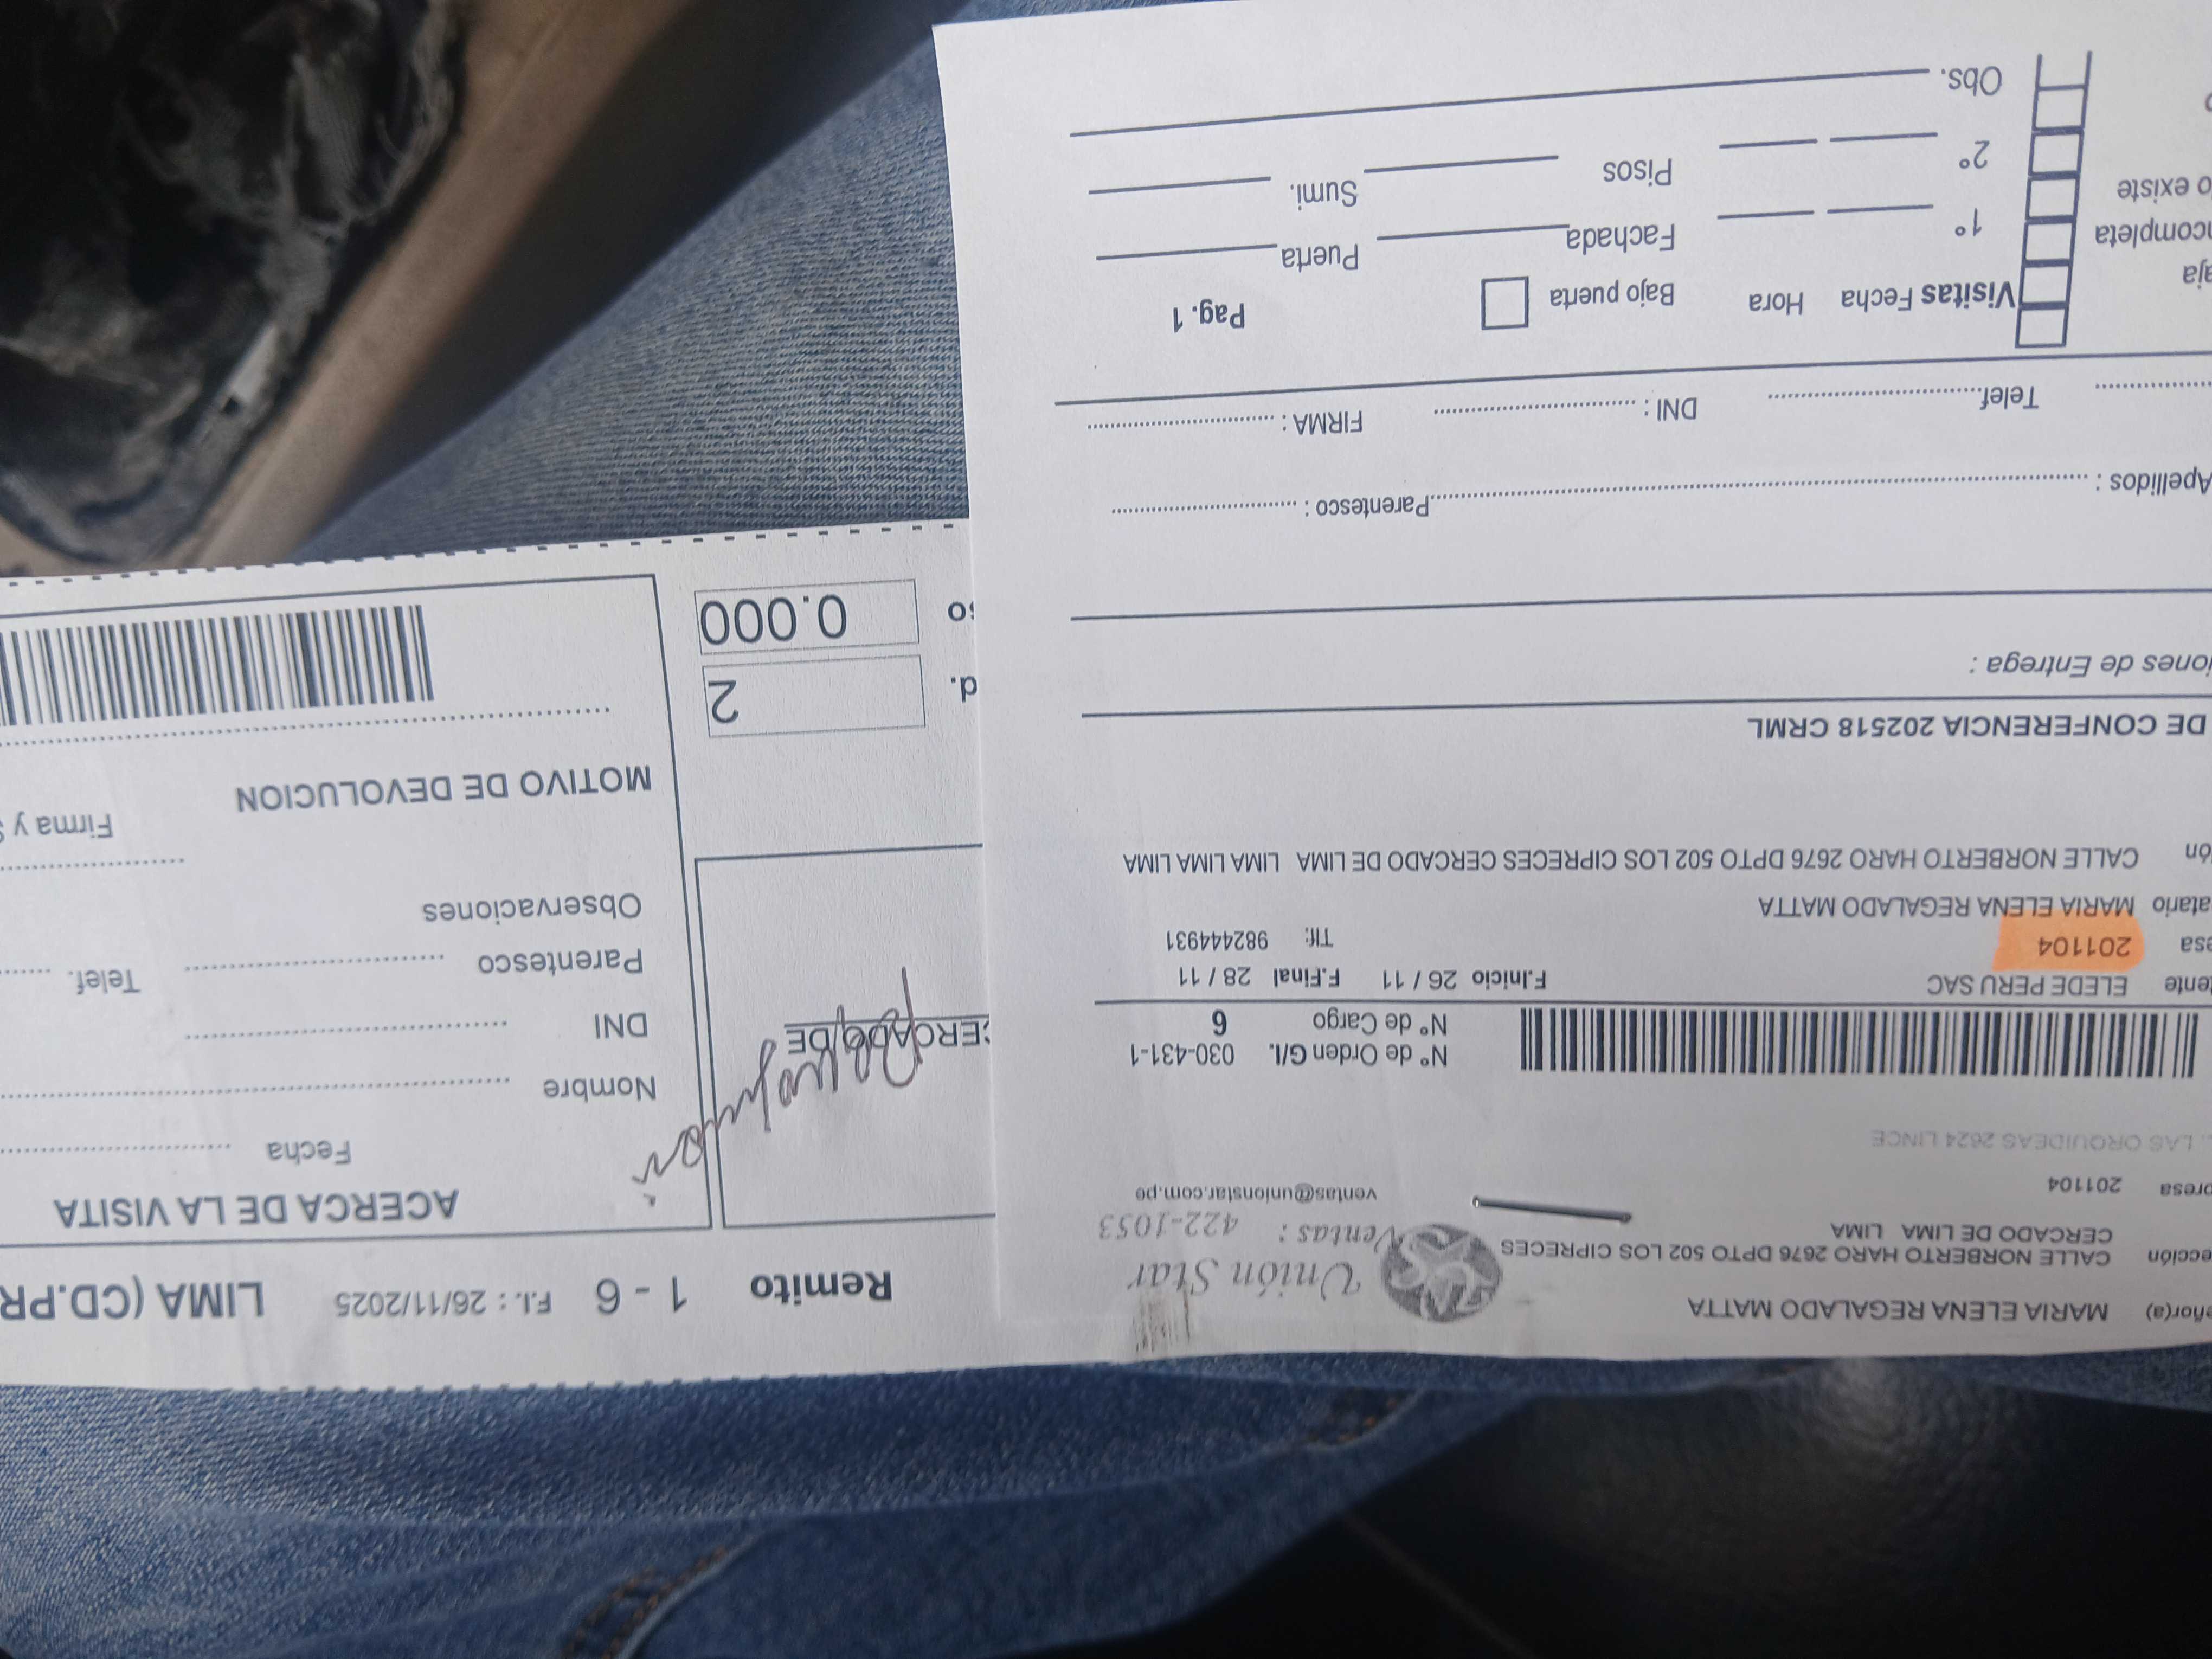 MARIA ELENA REGALADO MATTA
CALLE NORBERTO HARO 2676 DPTO 502 LOS CIPRECES
CERCADO DE LIMA LIMA
201104
LAS ORQUIDEAS 2624 LINCE
Unión Star
Ventas : 422-1053
ventas@unionstar.com.pe
Nº de Orden G/I. 030-431-1
Nº de Cargo 6
ELEDE PERU SAC
F.Inicio 26 / 11 F.Final 28 / 11
201104
Tlf: 982444931
MARIA ELENA REGALADO MATTA
CALLE NORBERTO HARO 2676 DPTO 502 LOS CIPRECES CERCADO DE LIMA LIMA LIMA LIMA
DE CONFERENCIA 202518 CRML
de Entrega :
Apellidos : Parentesco :
Telef. DNI : FIRMA :
Visitas Fecha Hora Bajo puerta Pag. 1
1º Fachada Puerta
existe 2º Pisos Sumi.
Obs.
Remito 1 - 6 F.I. : 26/11/2025 LIMA (CD.PR
ACERCA DE LA VISITA
Fecha
Nombre
DNI
Parentesco Telef.
Observaciones
Firma y
MOTIVO DE DEVOLUCION
DE
2
0.000